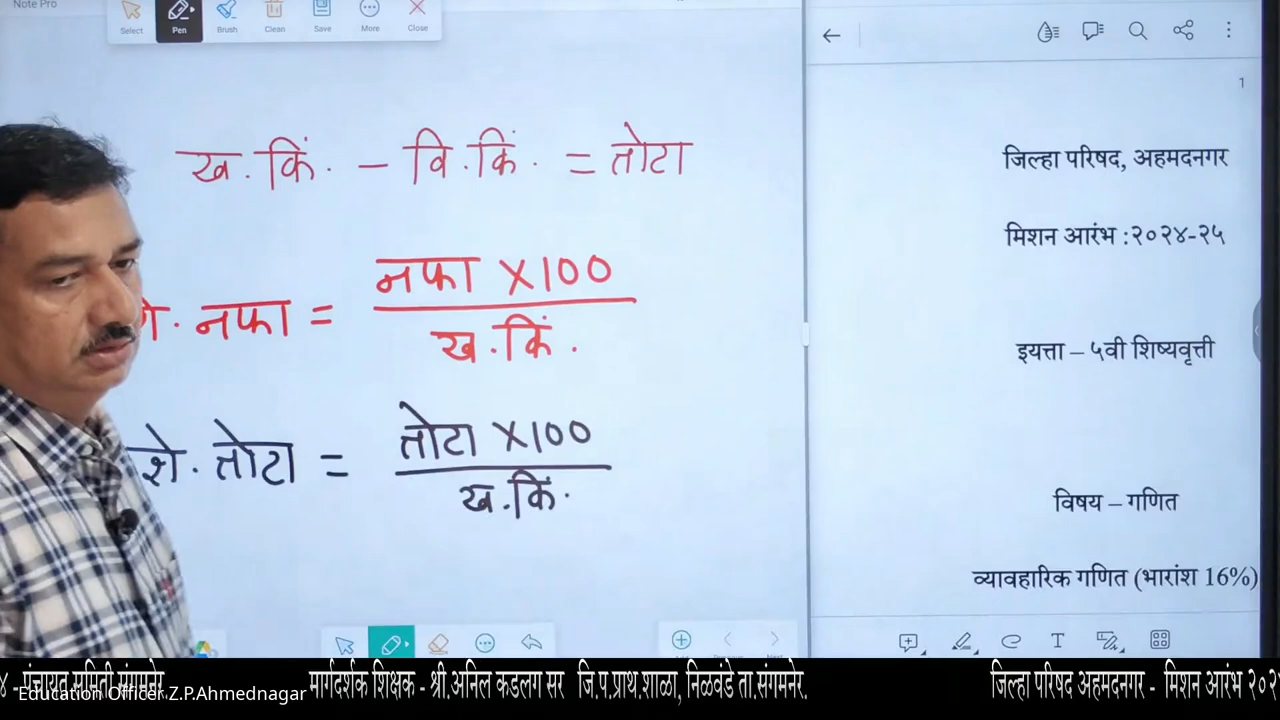 Note Pro
Select Pen Brush Clean Save More Close
ख.किं. – वि.किं. = तोटा
शे. नफा = नफा X100
ख.किं.
शे. तोटा = तोटा X100
ख.किं.
1
जिल्हा परिषद, अहमदनगर
मिशन आरंभ :२०२४-२५
इयत्ता – ५वी शिष्यवृत्ती
विषय – गणित
व्यावहारिक गणित (भारांश 16%)
पंचायत समिती संगमनेर. मार्गदर्शक शिक्षक - श्री.अनिल कडलग सर जि.प.प्राथ.शाळा, निळवंडे ता.संगमनेर. जिल्हा परिषद अहमदनगर - मिशन आरंभ
Education Officer Z.P.Ahmednagar